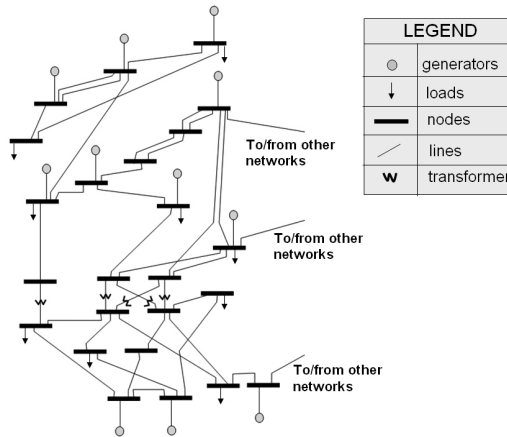 LEGEND
generators
loads
nodes
lines
transformer
To/from other
networks
To/from other
networks
To/from other
networks